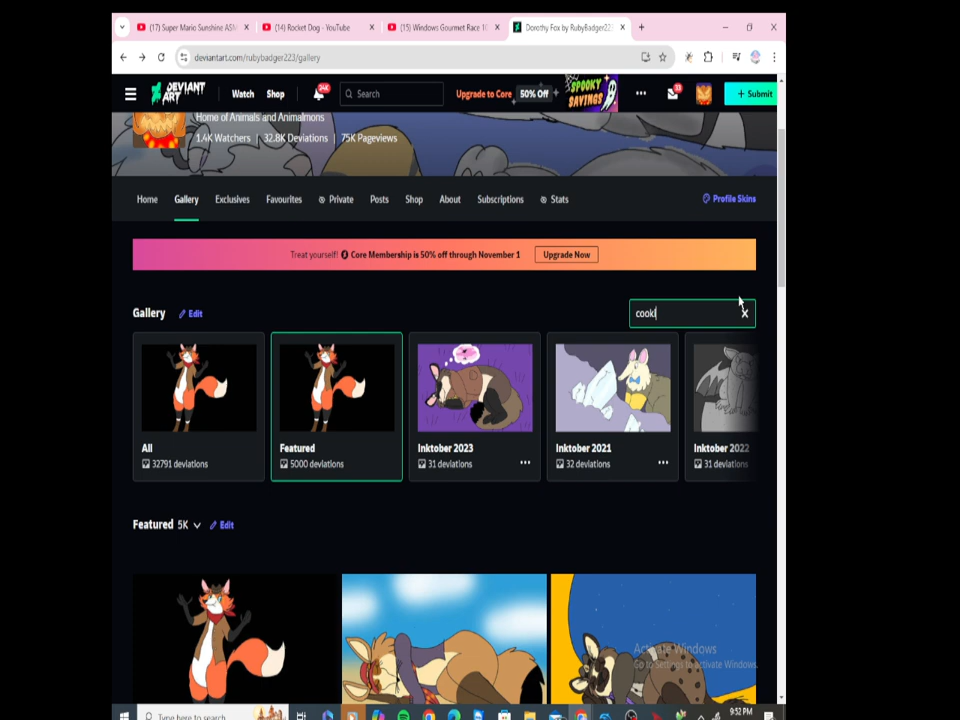 (17) Super Mario Sunshine ASM
(14) Rocket Dog - YouTube
(15) Windows Gourmet Race 1
Dorothy Fox by RubyBadger223
deviantart.com/rubybadger223/gallery
DEVIANT ART
Watch
Shop
Search
Upgrade to Core
50% Off
SPOOKY SAVINGS
+ Submit
Home of Animals and Animalmons
1.4K Watchers | 32.8K Deviations | 75K Pageviews
Home
Gallery
Exclusives
Favourites
Private
Posts
Shop
About
Subscriptions
Stats
Profile Skins
Treat yourself! Core Membership is 50% off through November 1
Upgrade Now
Gallery
Edit
cooki
All
32791 deviations
Featured
5000 deviations
Inktober 2023
31 deviations
Inktober 2021
32 deviations
Inktober 2022
31 deviations
Featured 5K
Edit
Activate Windows
Go to Settings to activate Windows.
Type here to search
9:52 PM